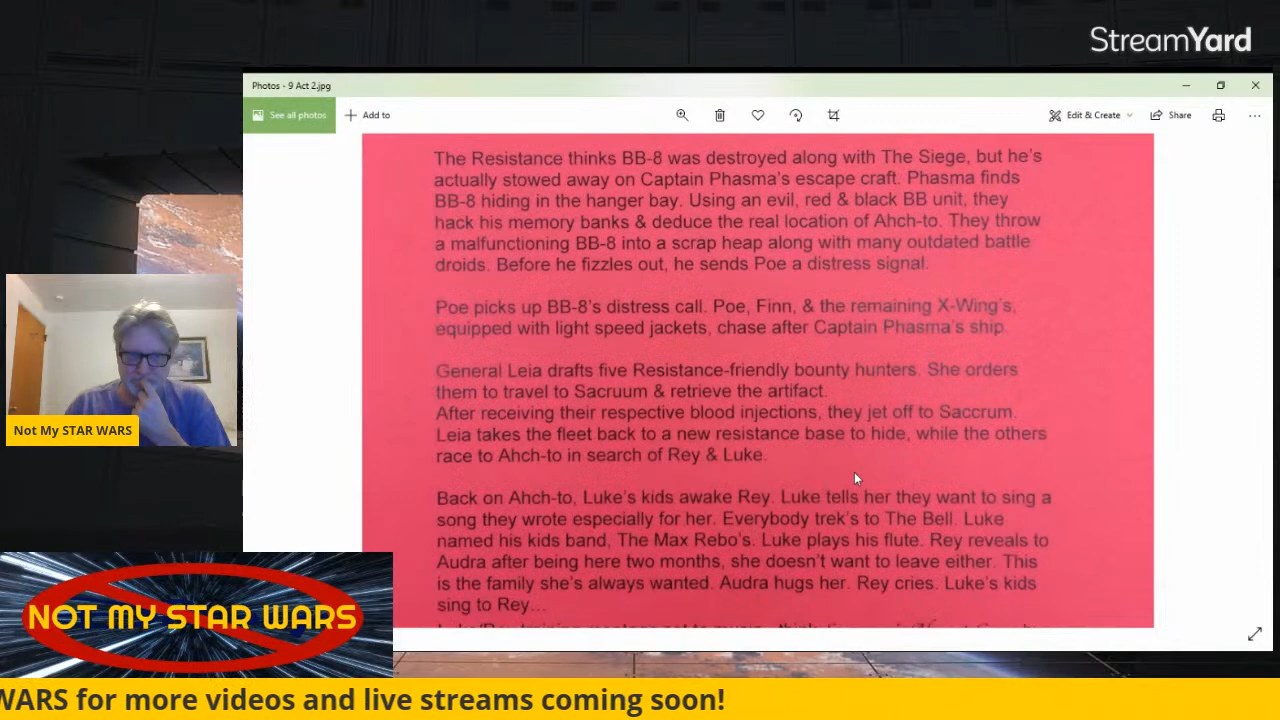 StreamYard
Photos - 9 Act 2.jpg
See all photos
Add to
Edit & Create
Share
The Resistance thinks BB-8 was destroyed along with The Siege, but he's
actually stowed away on Captain Phasma's escape craft. Phasma finds
BB-8 hiding in the hanger bay. Using an evil, red & black BB unit, they
hack his memory banks & deduce the real location of Ahch-to. They throw
a malfunctioning BB-8 into a scrap heap along with many outdated battle
droids. Before he fizzles out, he sends Poe a distress signal.
Poe picks up BB-8's distress call. Poe, Finn, & the remaining X-Wing's,
equipped with light speed jackets, chase after Captain Phasma's ship.
General Leia drafts five Resistance-friendly bounty hunters. She orders
them to travel to Sacruum & retrieve the artifact.
After receiving their respective blood injections, they jet off to Saccrum.
Leia takes the fleet back to a new resistance base to hide, while the others
race to Ahch-to in search of Rey & Luke.
Back on Ahch-to, Luke's kids awake Rey. Luke tells her they want to sing a
song they wrote especially for her. Everybody trek's to The Bell. Luke
named his kids band, The Max Rebo's. Luke plays his flute. Rey reveals to
Audra after being here two months, she doesn't want to leave either. This
is the family she's always wanted. Audra hugs her. Rey cries. Luke's kids
sing to Rey...
Not My STAR WARS
NOT MY STAR WARS
WARS for more videos and live streams coming soon!